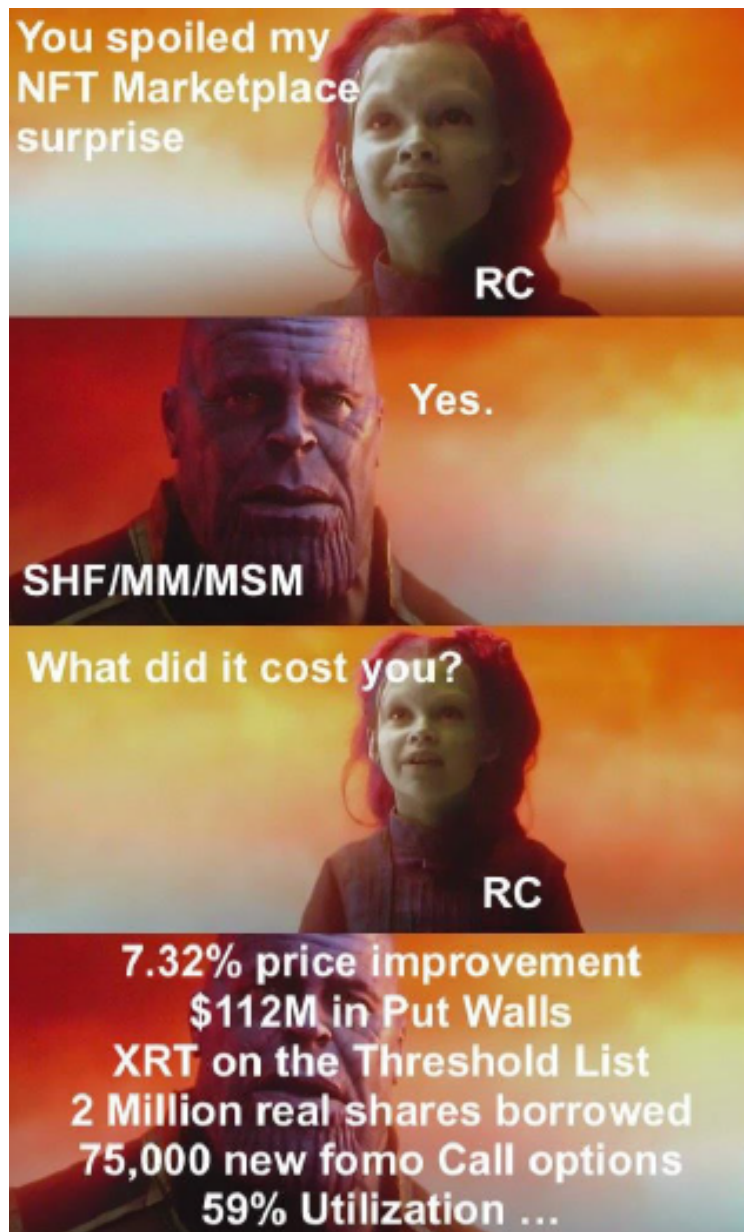 You spoiled my
NFT Marketplace
surprise
RC
Yes.
SHF/MM/MSM
What did it cost you?
RC
7.32% price improvement
$112M in Put Walls
XRT on the Threshold List
2 Million real shares borrowed
75,000 new fomo Call options
59% Utilization ...